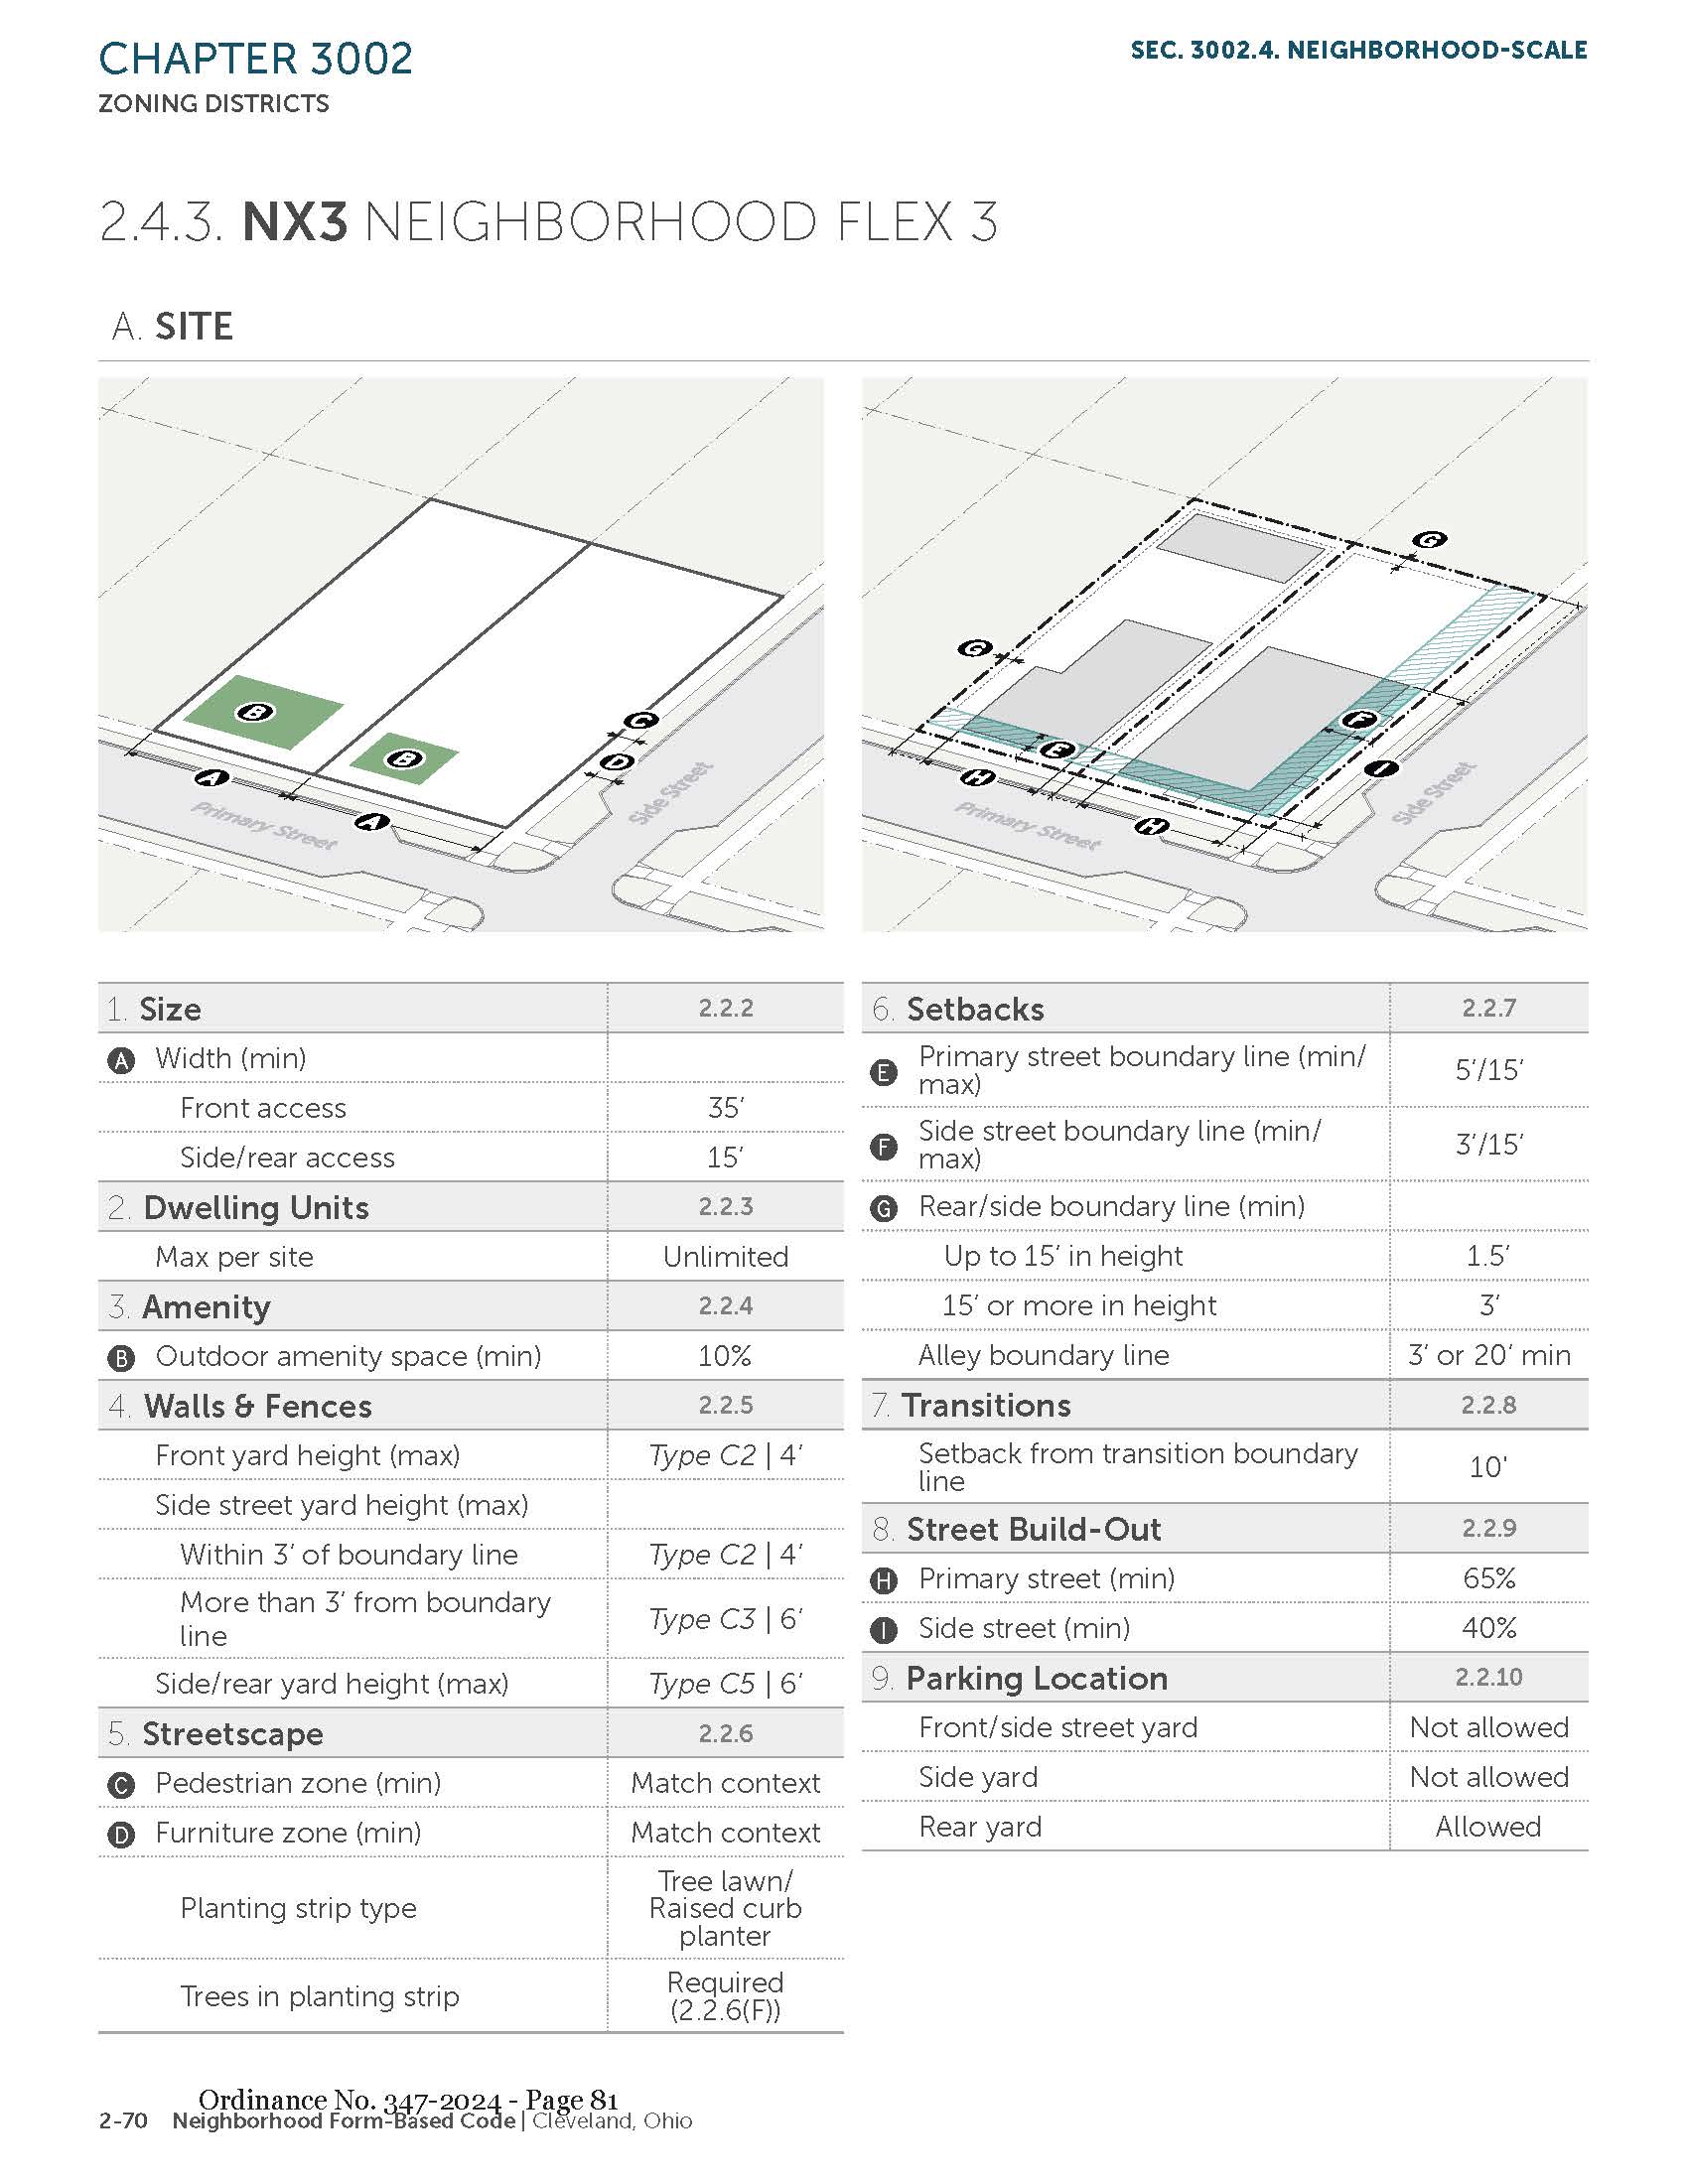 CHAPTER 3002
ZONING DISTRICTS
SEC. 3002.4. NEIGHBORHOOD-SCALE
2.4.3. NX3 NEIGHBORHOOD FLEX 3
A. SITE
B
B
C
D
A
A
Primary Street
Side Street
G
G
E
F
H
H
I
Primary Street
Side Street
1. Size 2.2.2
A Width (min)
Front access 35′
Side/rear access 15′
2. Dwelling Units 2.2.3
Max per site Unlimited
3. Amenity 2.2.4
B Outdoor amenity space (min) 10%
4. Walls & Fences 2.2.5
Front yard height (max) Type C2 | 4′
Side street yard height (max)
Within 3′ of boundary line Type C2 | 4′
More than 3′ from boundary
line Type C3 | 6′
Side/rear yard height (max) Type C5 | 6′
5. Streetscape 2.2.6
C Pedestrian zone (min) Match context
D Furniture zone (min) Match context
Planting strip type Tree lawn/
Raised curb
planter
Trees in planting strip Required
(2.2.6(F))
6. Setbacks 2.2.7
E Primary street boundary line (min/
max) 5′/15′
F Side street boundary line (min/
max) 3′/15′
G Rear/side boundary line (min)
Up to 15′ in height 1.5′
15′ or more in height 3′
Alley boundary line 3′ or 20′ min
7. Transitions 2.2.8
Setback from transition boundary
line 10'
8. Street Build-Out 2.2.9
H Primary street (min) 65%
I Side street (min) 40%
9. Parking Location 2.2.10
Front/side street yard Not allowed
Side yard Not allowed
Rear yard Allowed
Ordinance No. 347-2024 - Page 81
2-70 Neighborhood Form-Based Code | Cleveland, Ohio